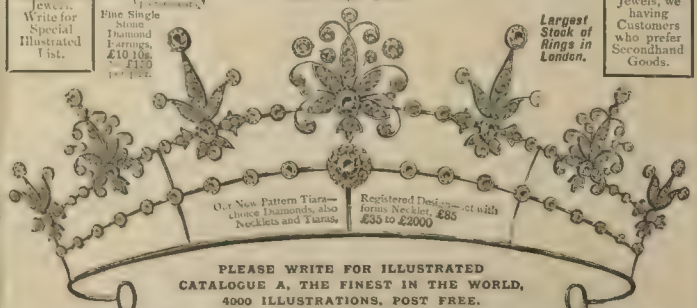 Jewels.
Write for
Special
Illustrated
List.
Fine Single
Stone
Diamond
Earrings,
£10 10s.
£150
Largest
Stock of
Rings in
London.
Jewels, we
having
Customers
who prefer
Secondhand
Goods.
Our New Pattern Tiara—
choice Diamonds, also
Necklets and Tiaras,
Registered Design— set with
forms Necklet, £85
£35 to £2000
PLEASE WRITE FOR ILLUSTRATED
CATALOGUE A, THE FINEST IN THE WORLD,
4000 ILLUSTRATIONS, POST FREE.